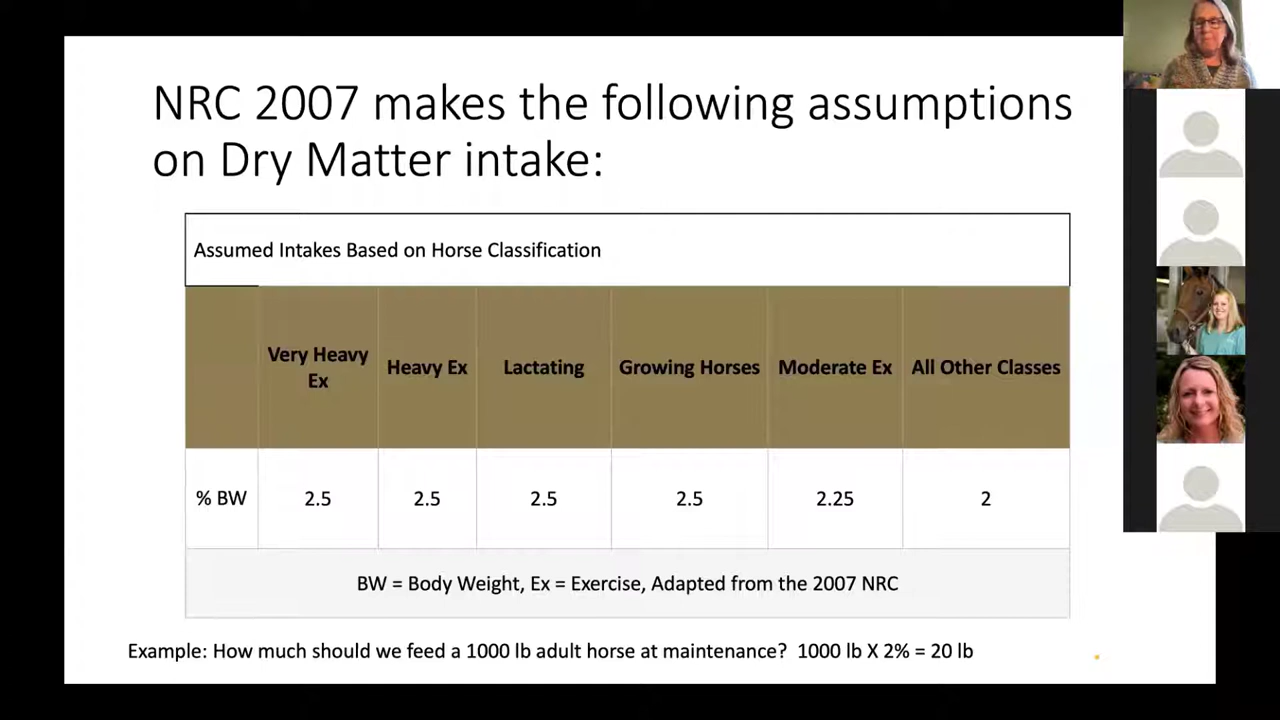 NRC 2007 makes the following assumptions
on Dry Matter intake:
Assumed Intakes Based on Horse Classification
Very Heavy
Ex
Heavy Ex
Lactating
Growing Horses
Moderate Ex
All Other Classes
% BW
2.5
2.5
2.5
2.5
2.25
2
BW = Body Weight, Ex = Exercise, Adapted from the 2007 NRC
Example: How much should we feed a 1000 lb adult horse at maintenance?  1000 lb X 2% = 20 lb